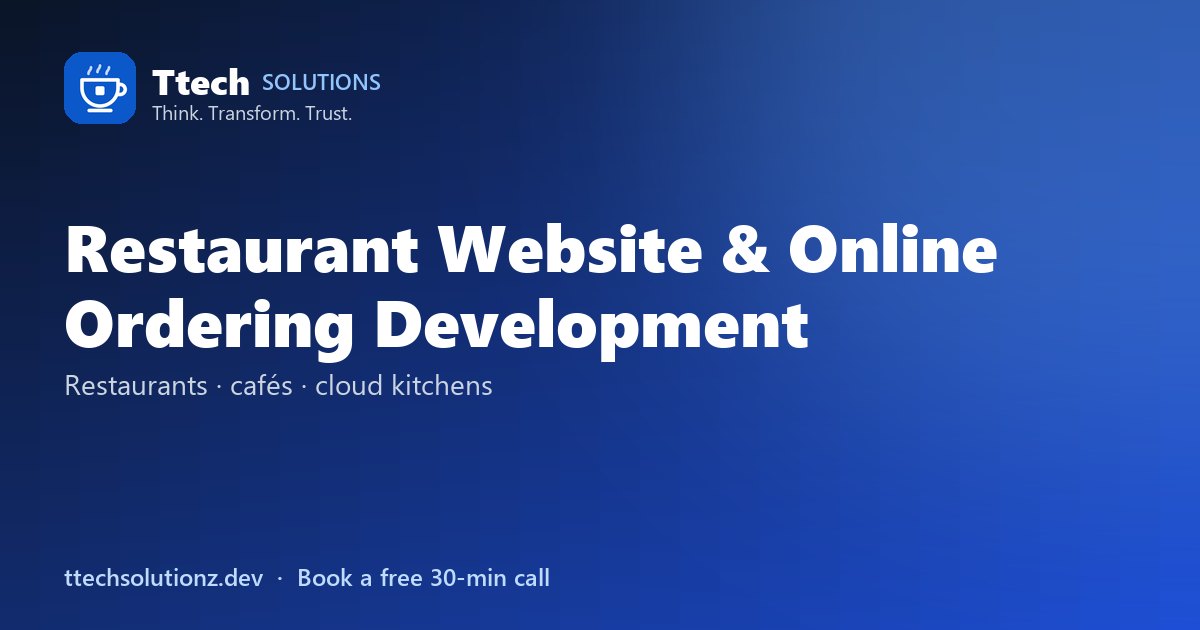 Ttech SOLUTIONS
Think. Transform. Trust.
Restaurant Website & Online
Ordering Development
Restaurants · cafés · cloud kitchens
ttechsolutionz.dev · Book a free 30-min call